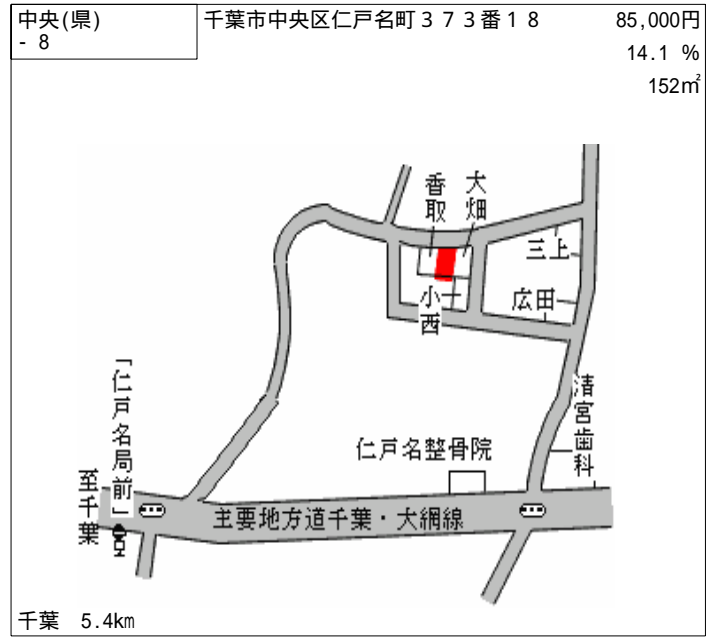 中央(県)
- 8
千葉市中央区仁戸名町３７３番１８
85,000円
14.1 %
152㎡
香取
大畑
三上
小西
広田
清宮歯科
「仁戸名局前」
仁戸名整骨院
至千葉
主要地方道千葉・大網線
千葉 5.4km